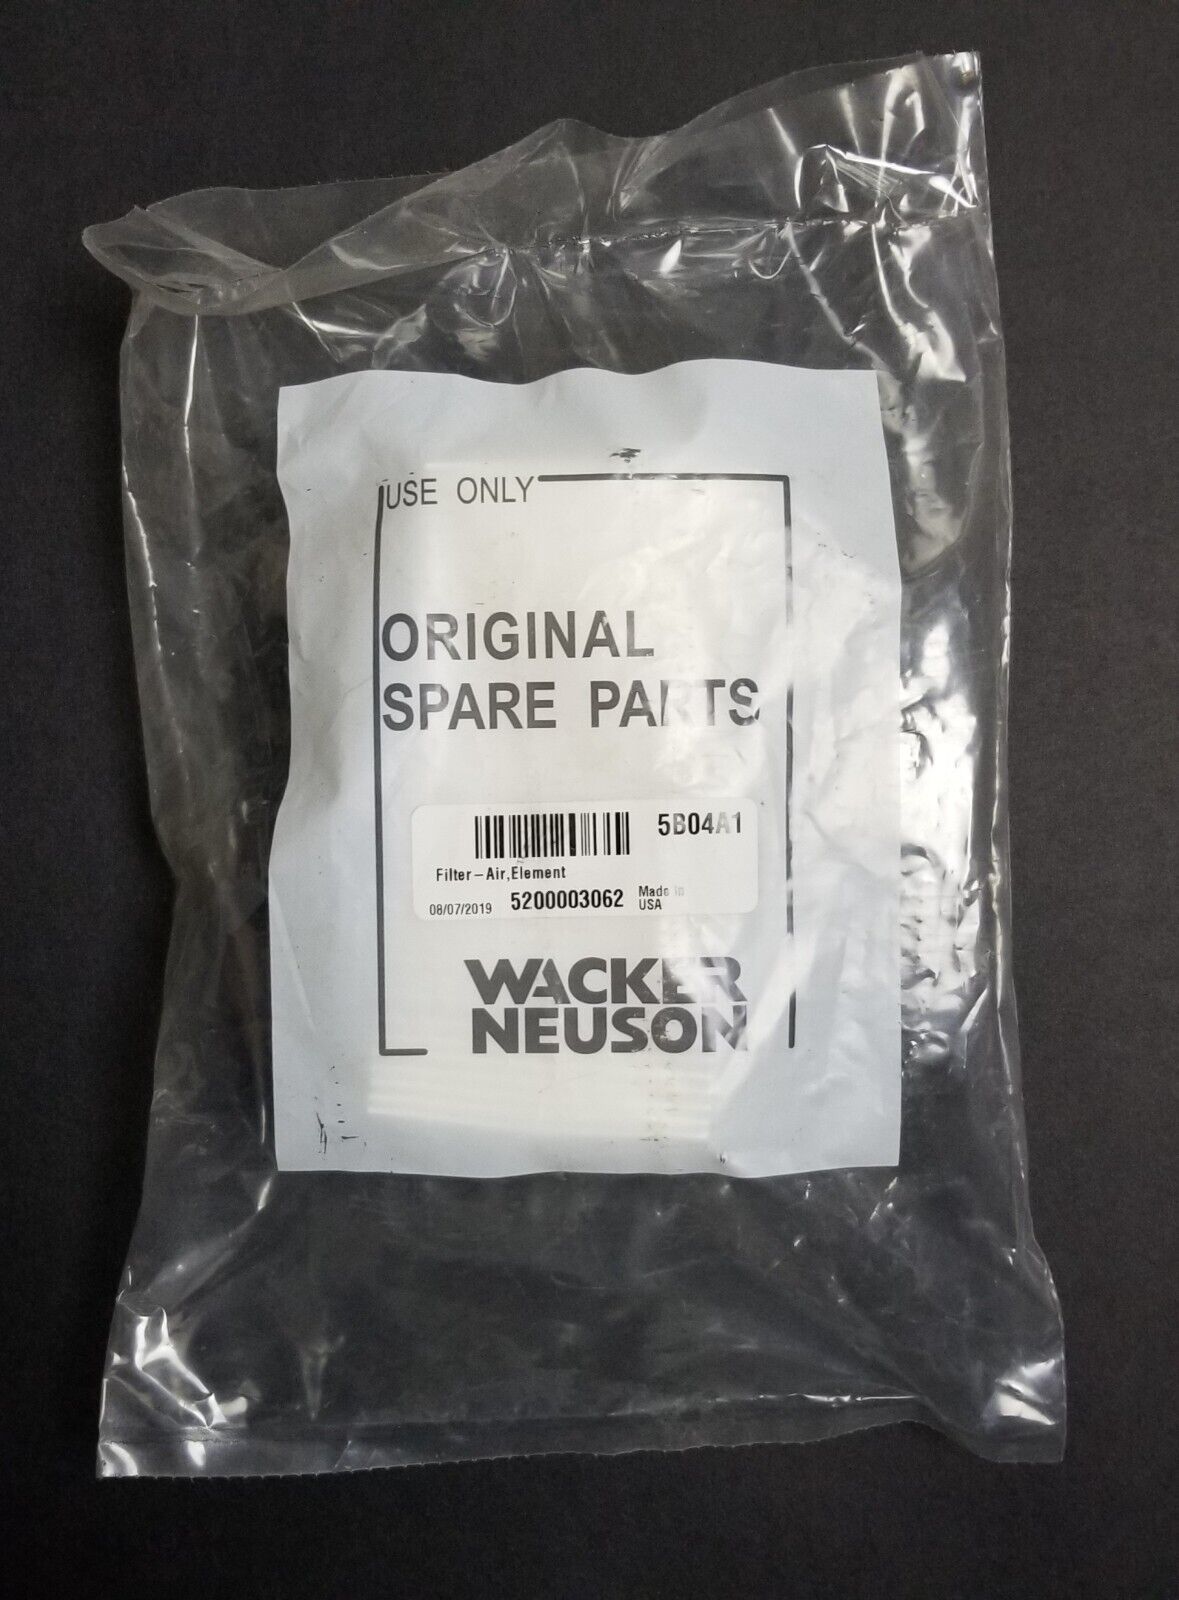 USE ONLY
ORIGINAL
SPARE PARTS
5B04A1
Filter-Air,Element
08/07/2019 5200003062 Made in
USA
WACKER
NEUSON